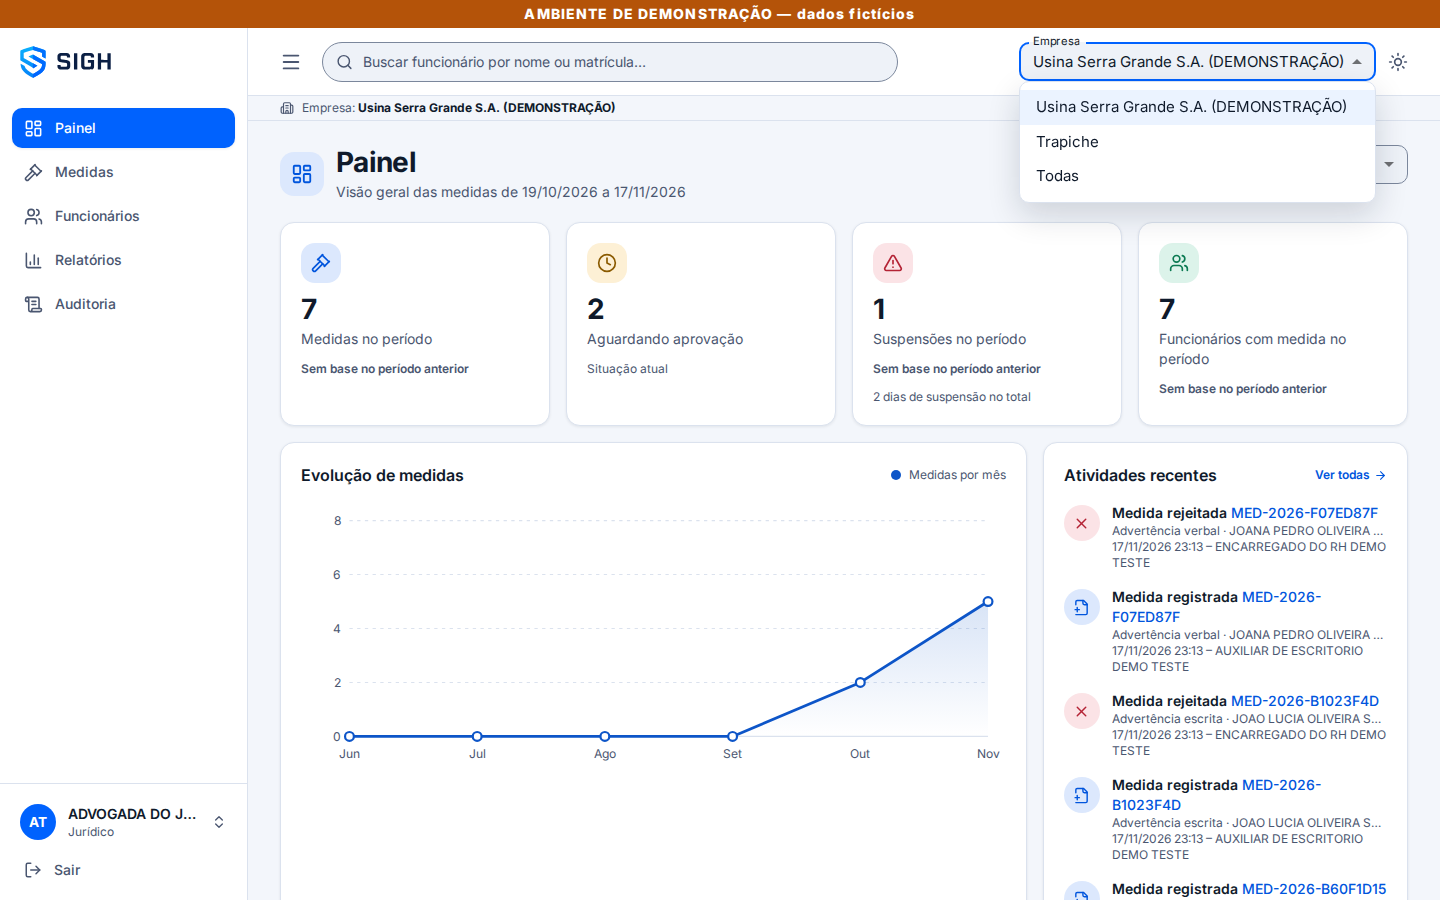 AMBIENTE DE DEMONSTRAÇÃO — dados fictícios
SIGH
Buscar funcionário por nome ou matrícula...
Empresa
Usina Serra Grande S.A. (DEMONSTRAÇÃO)
Usina Serra Grande S.A. (DEMONSTRAÇÃO)
Trapiche
Todas
Empresa: Usina Serra Grande S.A. (DEMONSTRAÇÃO)
Painel
Medidas
Funcionários
Relatórios
Auditoria
Painel
Visão geral das medidas de 19/10/2026 a 17/11/2026
7
Medidas no período
Sem base no período anterior
2
Aguardando aprovação
Situação atual
1
Suspensões no período
Sem base no período anterior
2 dias de suspensão no total
7
Funcionários com medida no
período
Sem base no período anterior
Evolução de medidas
Medidas por mês
8
6
4
2
0
Jun
Jul
Ago
Set
Out
Nov
Atividades recentes
Ver todas
Medida rejeitada MED-2026-F07ED87F
Advertência verbal · JOANA PEDRO OLIVEIRA ...
17/11/2026 23:13 – ENCARREGADO DO RH DEMO
TESTE
Medida registrada MED-2026-
F07ED87F
Advertência verbal · JOANA PEDRO OLIVEIRA ...
17/11/2026 23:13 – AUXILIAR DE ESCRITORIO
DEMO TESTE
Medida rejeitada MED-2026-B1023F4D
Advertência escrita · JOAO LUCIA OLIVEIRA S...
17/11/2026 23:13 – ENCARREGADO DO RH DEMO
TESTE
Medida registrada MED-2026-
B1023F4D
Advertência escrita · JOAO LUCIA OLIVEIRA S...
17/11/2026 23:13 – AUXILIAR DE ESCRITORIO
DEMO TESTE
Medida registrada MED-2026-B60F1D15
AT
ADVOGADA DO J...
Jurídico
Sair